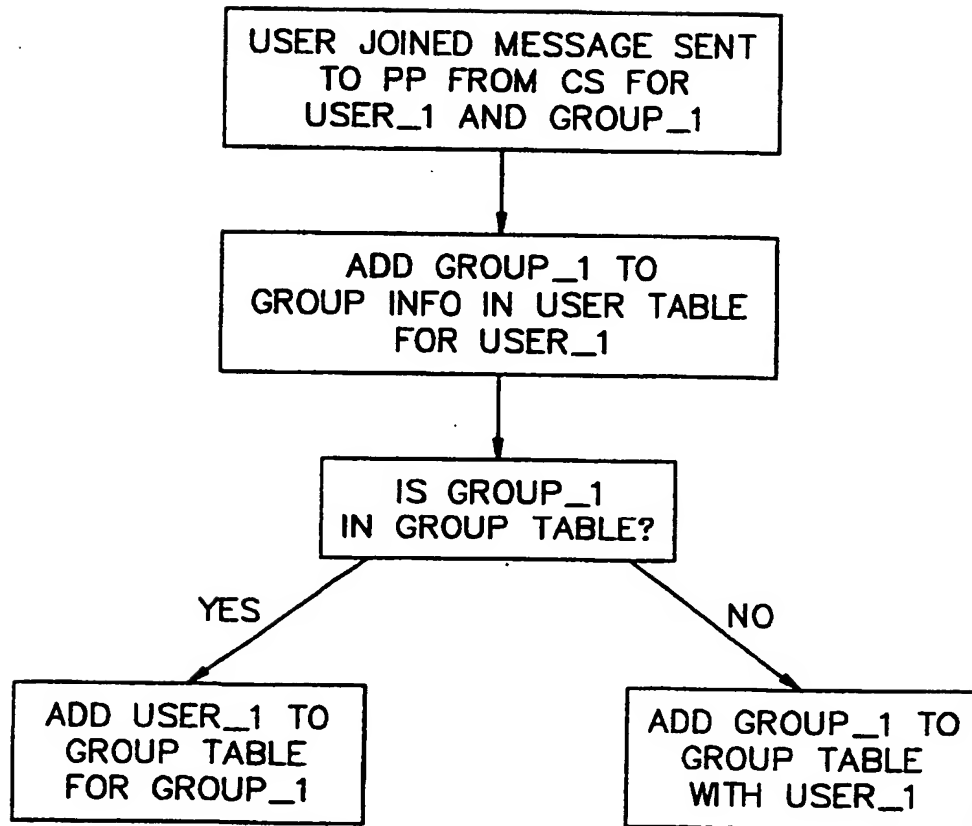 USER JOINED MESSAGE SENT
TO PP FROM CS FOR
USER_1 AND GROUP_1
ADD GROUP_1 TO
GROUP INFO IN USER TABLE
FOR USER_1
IS GROUP_1
IN GROUP TABLE?
YES
NO
ADD USER_1 TO
GROUP TABLE
FOR GROUP_1
ADD GROUP_1 TO
GROUP TABLE
WITH USER_1